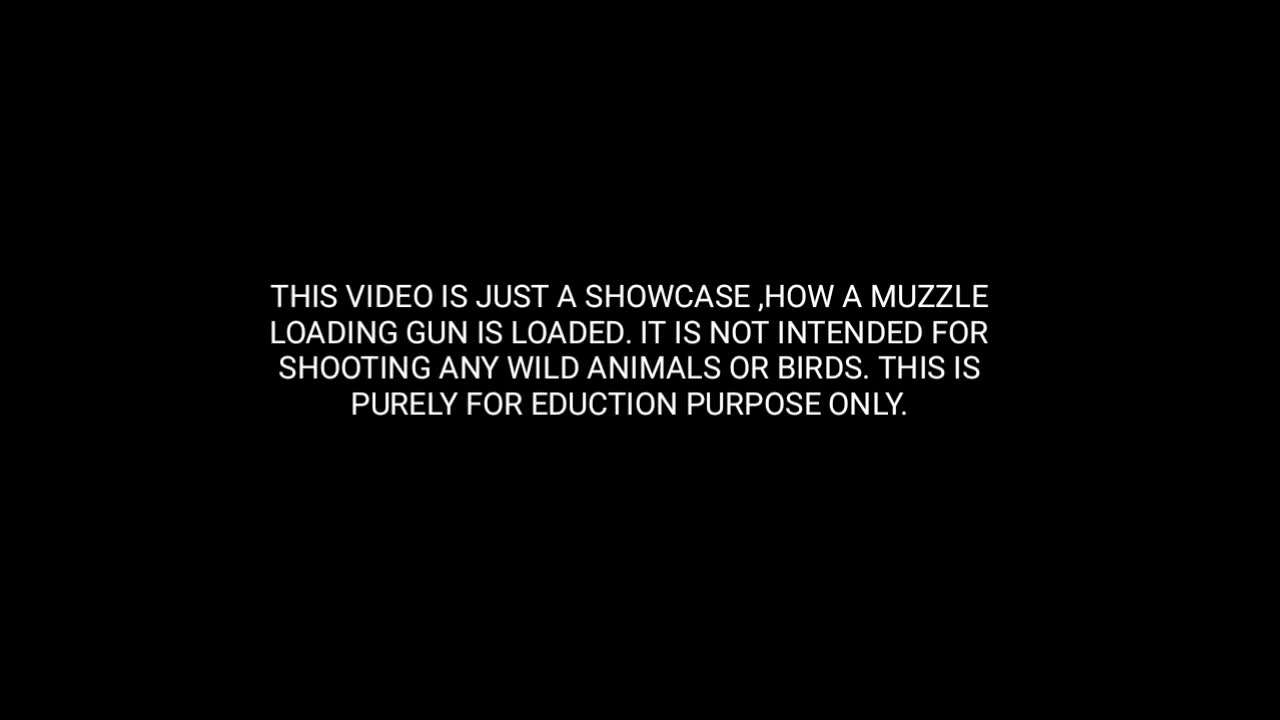 THIS VIDEO IS JUST A SHOWCASE ,HOW A MUZZLE
LOADING GUN IS LOADED. IT IS NOT INTENDED FOR
SHOOTING ANY WILD ANIMALS OR BIRDS. THIS IS
PURELY FOR EDUCTION PURPOSE ONLY.